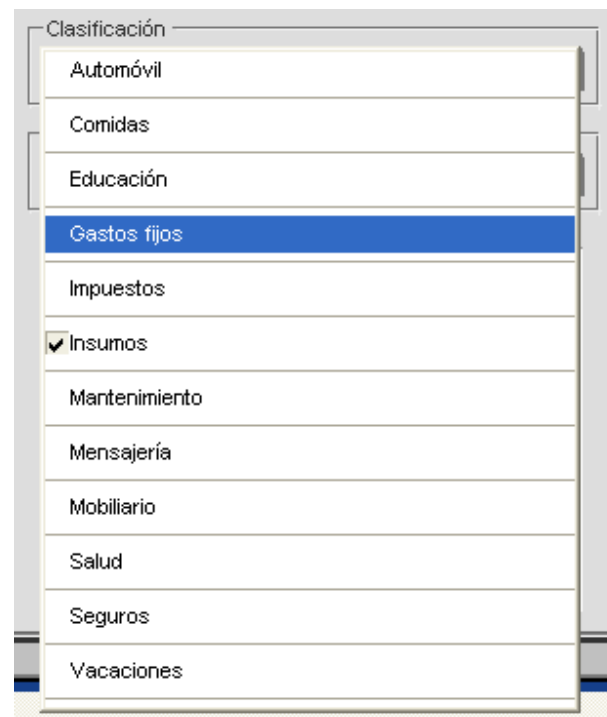 Clasificación
Automóvil
Comidas
Educación
Gastos fijos
Impuestos
Insumos
Mantenimiento
Mensajería
Mobiliario
Salud
Seguros
Vacaciones